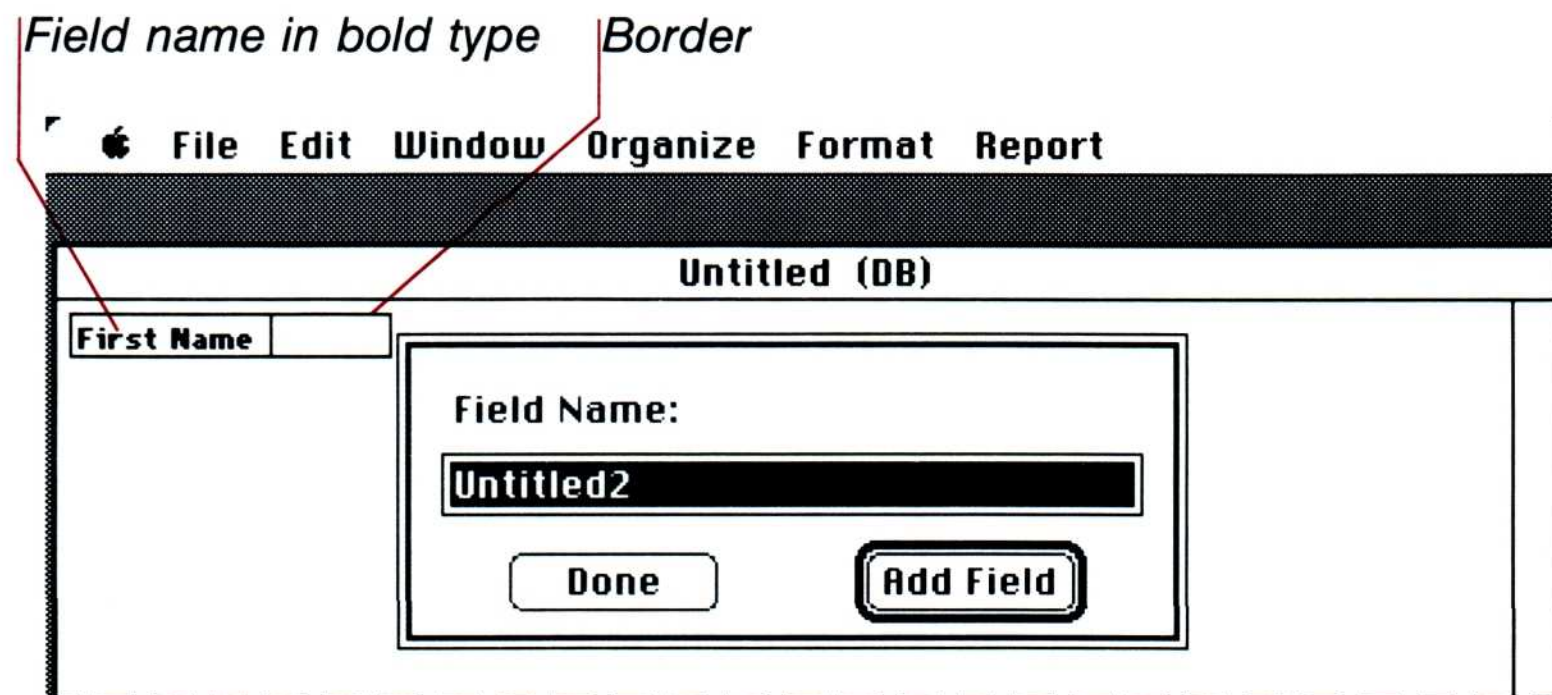 Field name in bold type Border
File Edit Window Organize Format Report
Untitled (DB)
First Name
Field Name:
Untitled2
Done Add Field